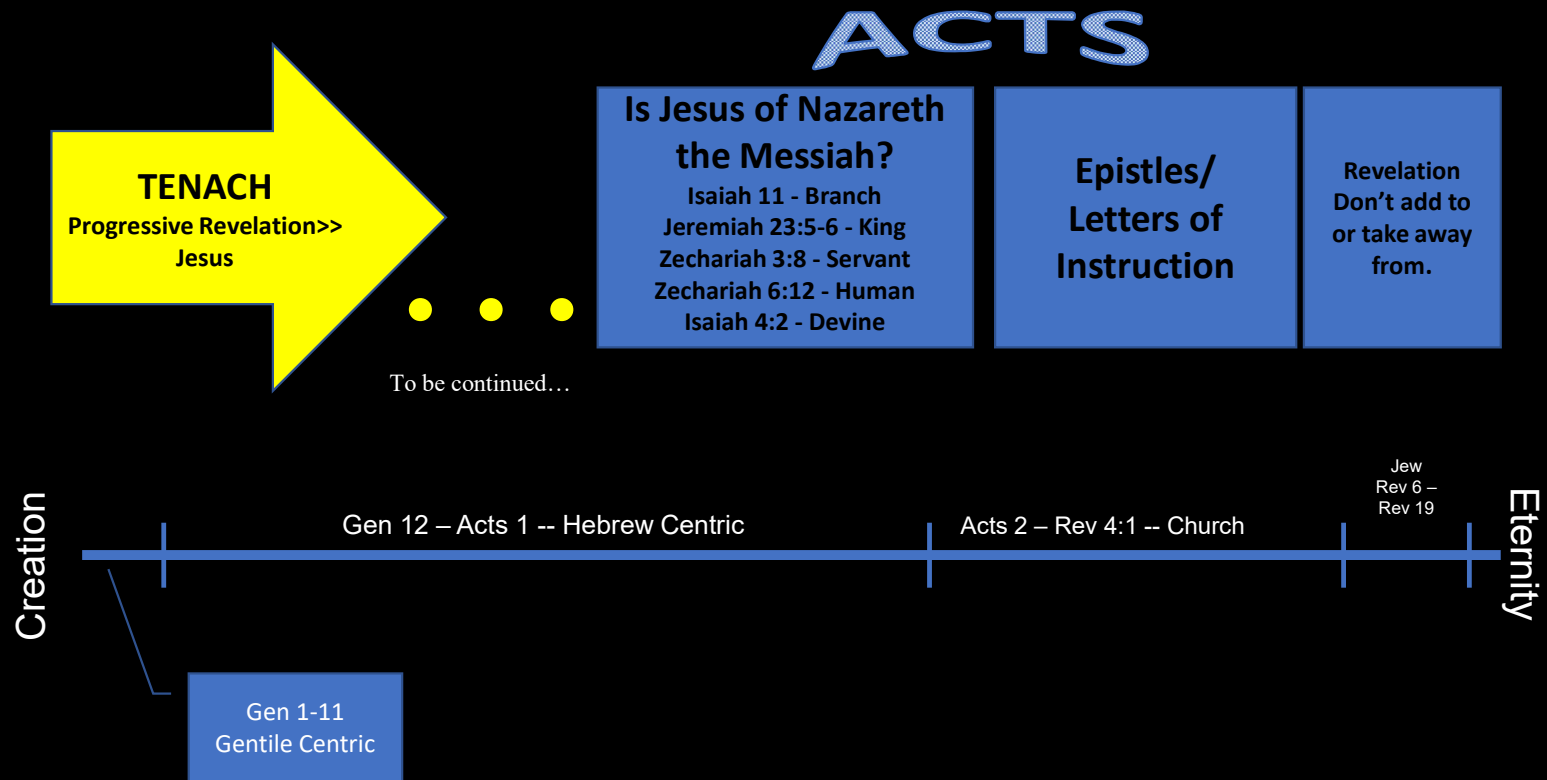 ACTS
TENACH
Progressive Revelation>>
Jesus
To be continued…
Is Jesus of Nazareth
the Messiah?
Isaiah 11 - Branch
Jeremiah 23:5-6 - King
Zechariah 3:8 - Servant
Zechariah 6:12 - Human
Isaiah 4:2 - Devine
Epistles/
Letters of
Instruction
Revelation
Don’t add to
or take away
from.
Creation
Gen 12 – Acts 1 -- Hebrew Centric
Acts 2 – Rev 4:1 -- Church
Jew
Rev 6 –
Rev 19
Eternity
Gen 1-11
Gentile Centric